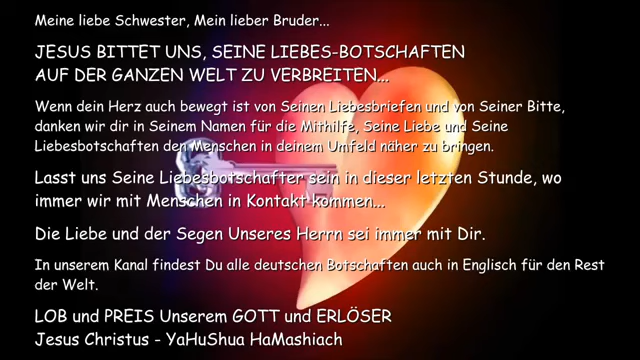 Meine liebe Schwester, Mein lieber Bruder...
JESUS BITTET UNS, SEINE LIEBES-BOTSCHAFTEN
AUF DER GANZEN WELT ZU VERBREITEN...
Wenn dein Herz auch bewegt ist von Seinen Liebesbriefen und von Seiner Bitte,
danken wir dir in Seinem Namen für die Mithilfe, Seine Liebe und Seine
Liebesbotschaften den Menschen in deinem Umfeld näher zu bringen.
Lasst uns Seine Liebesbotschafter sein in dieser letzten Stunde, wo
immer wir mit Menschen in Kontakt kommen...
Die Liebe und der Segen Unseres Herrn sei immer mit Dir.
In unserem Kanal findest Du alle deutschen Botschaften auch in Englisch für den Rest
der Welt.
LOB und PREIS Unserem GOTT und ERLÖSER
Jesus Christus - YaHuShua HaMashiach